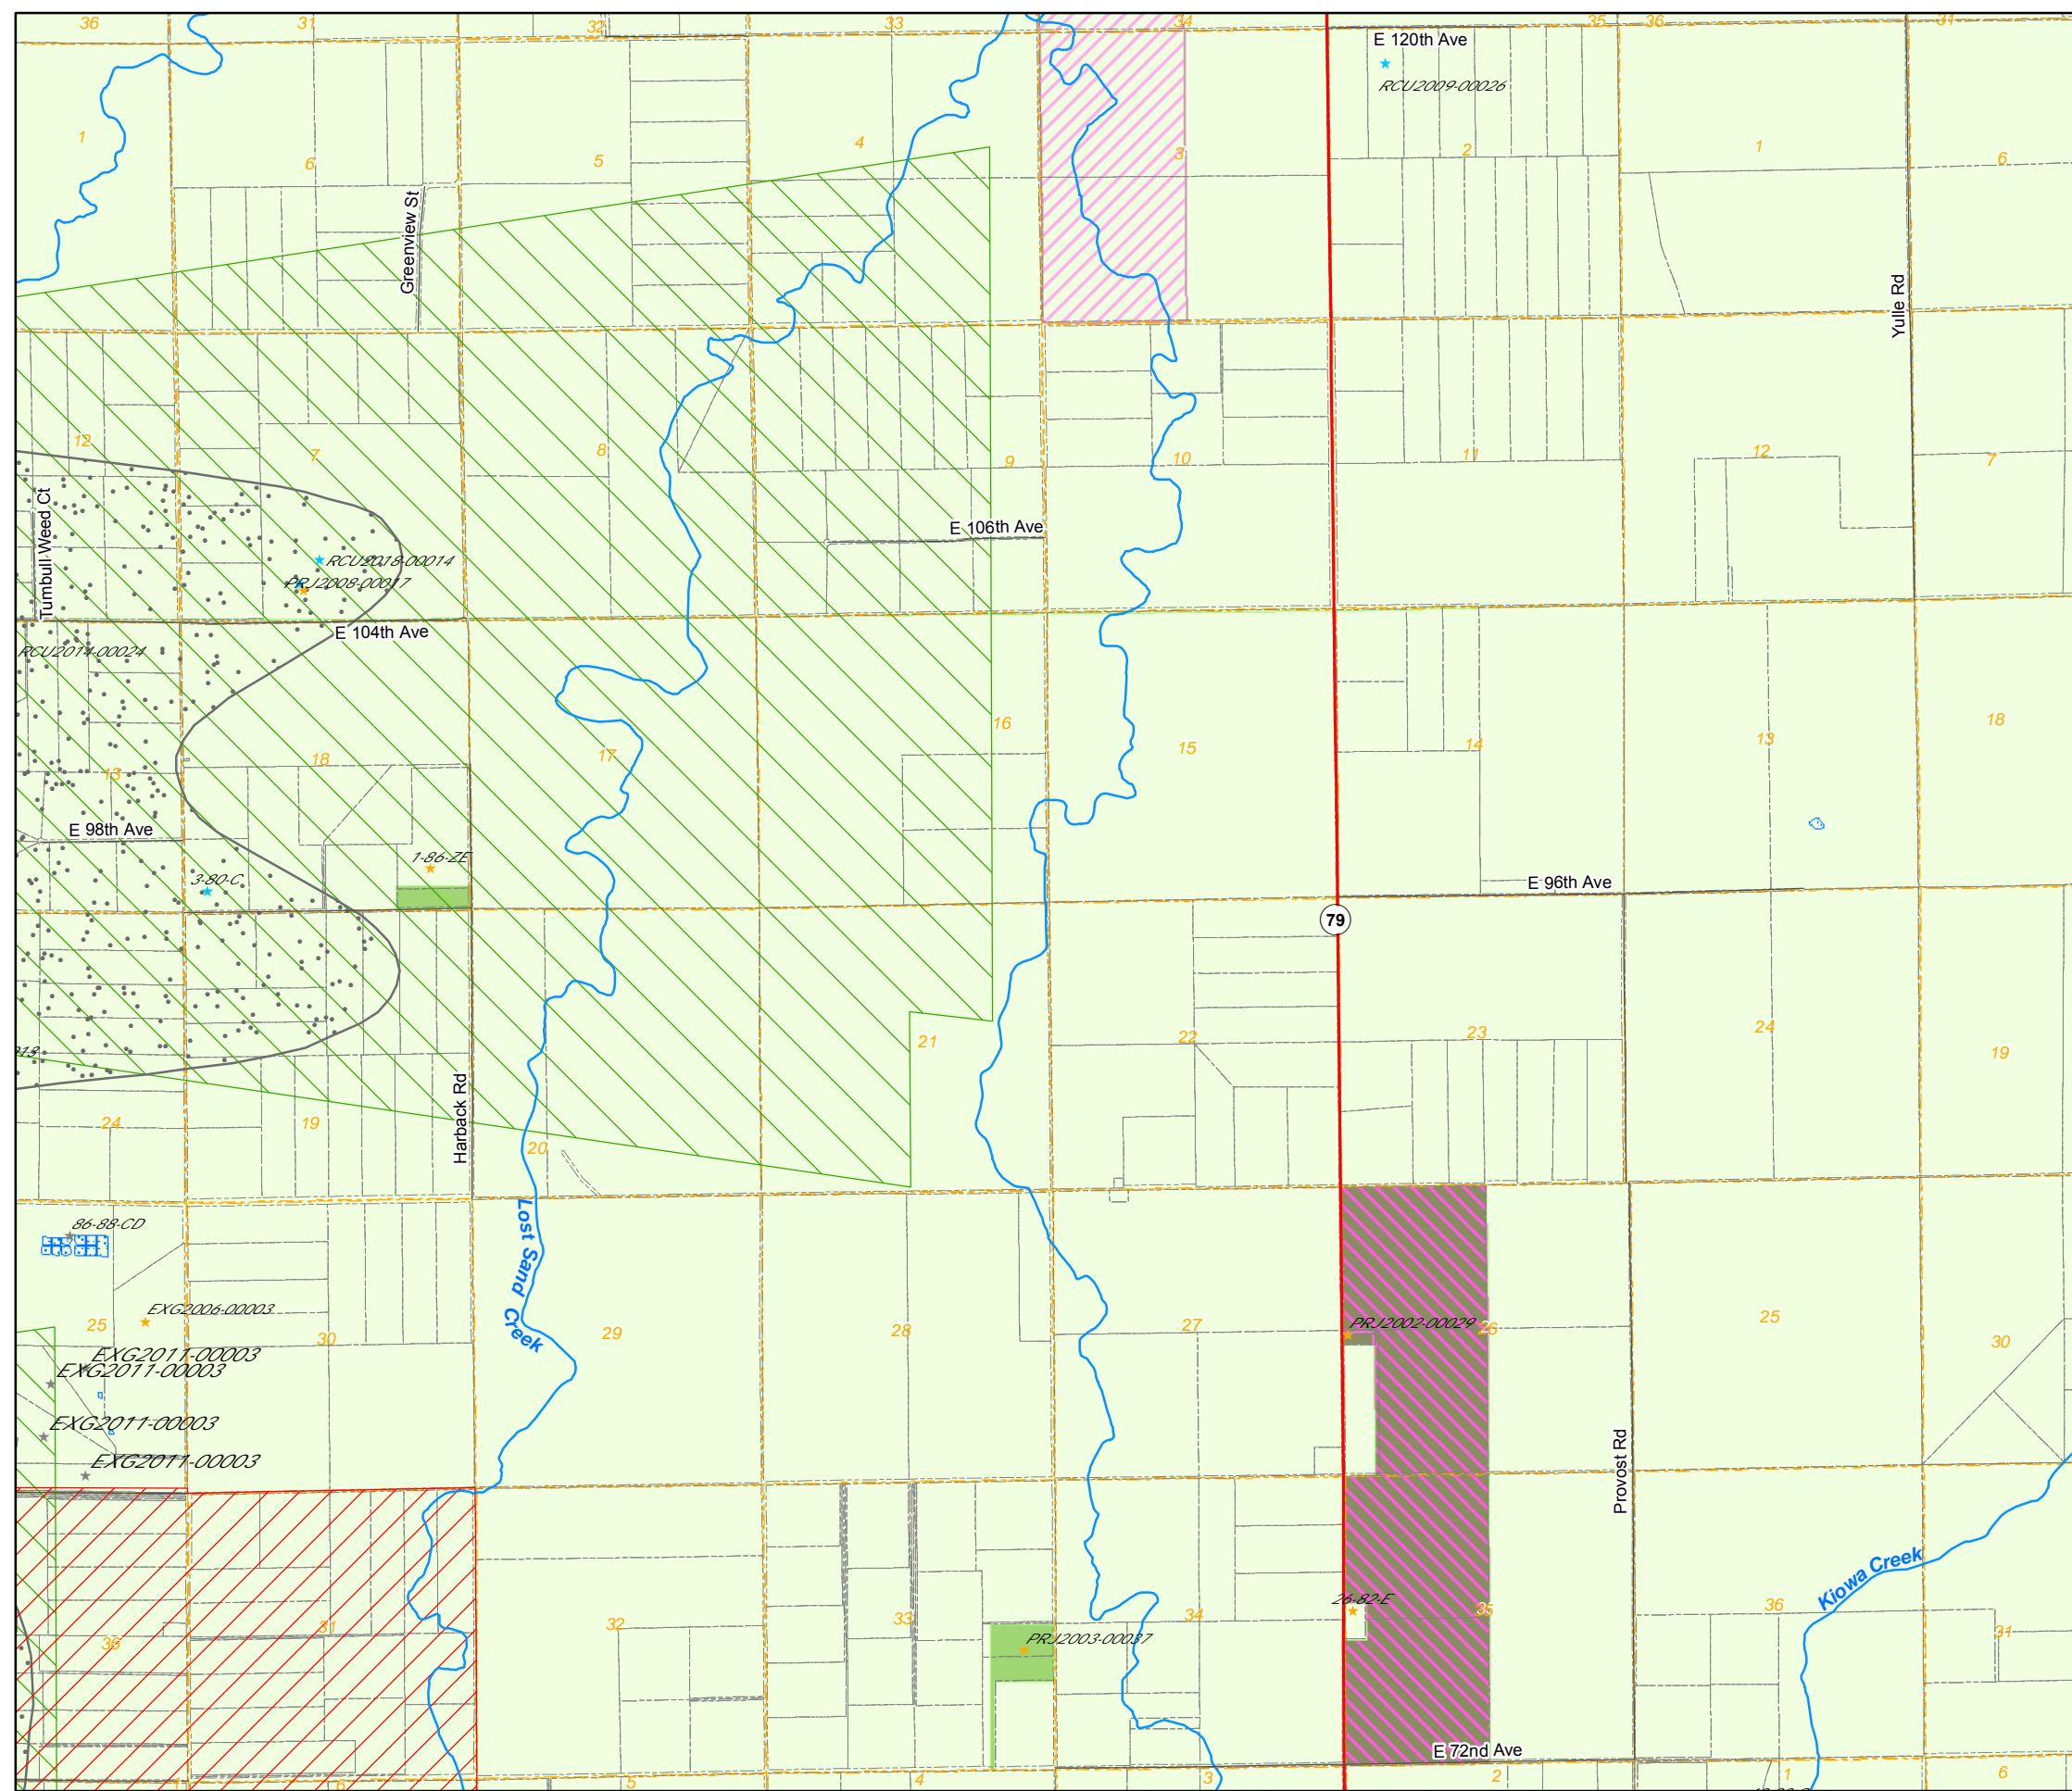 36
31
32
33
34
35
36
31
E 120th Ave
RCU2009-00026
1
6
5
4
3
2
1
6
Greenview St
Yulle Rd
12
7
8
9
10
11
12
7
Tumbull Weed Ct
E 106th Ave
RCU2018-00014
PRJ2008-00017
E 104th Ave
RCU2014-00024
13
18
17
16
15
14
13
18
E 98th Ave
1-86-ZE
3-80-C
E 96th Ave
79
24
19
20
21
22
23
24
19
Harback Rd
86-88-CD
Lost Sand Creek
EXG2006-00003
PRJ2002-00029
25
30
29
28
27
26
25
30
EXG2011-00003
EXG2011-00003
EXG2011-00003
EXG2011-00003
Provost Rd
Kiowa Creek
26-82-E
36
31
32
33
34
35
36
31
PRJ2003-00037
E 72nd Ave
6
5
4
3
2
1
6